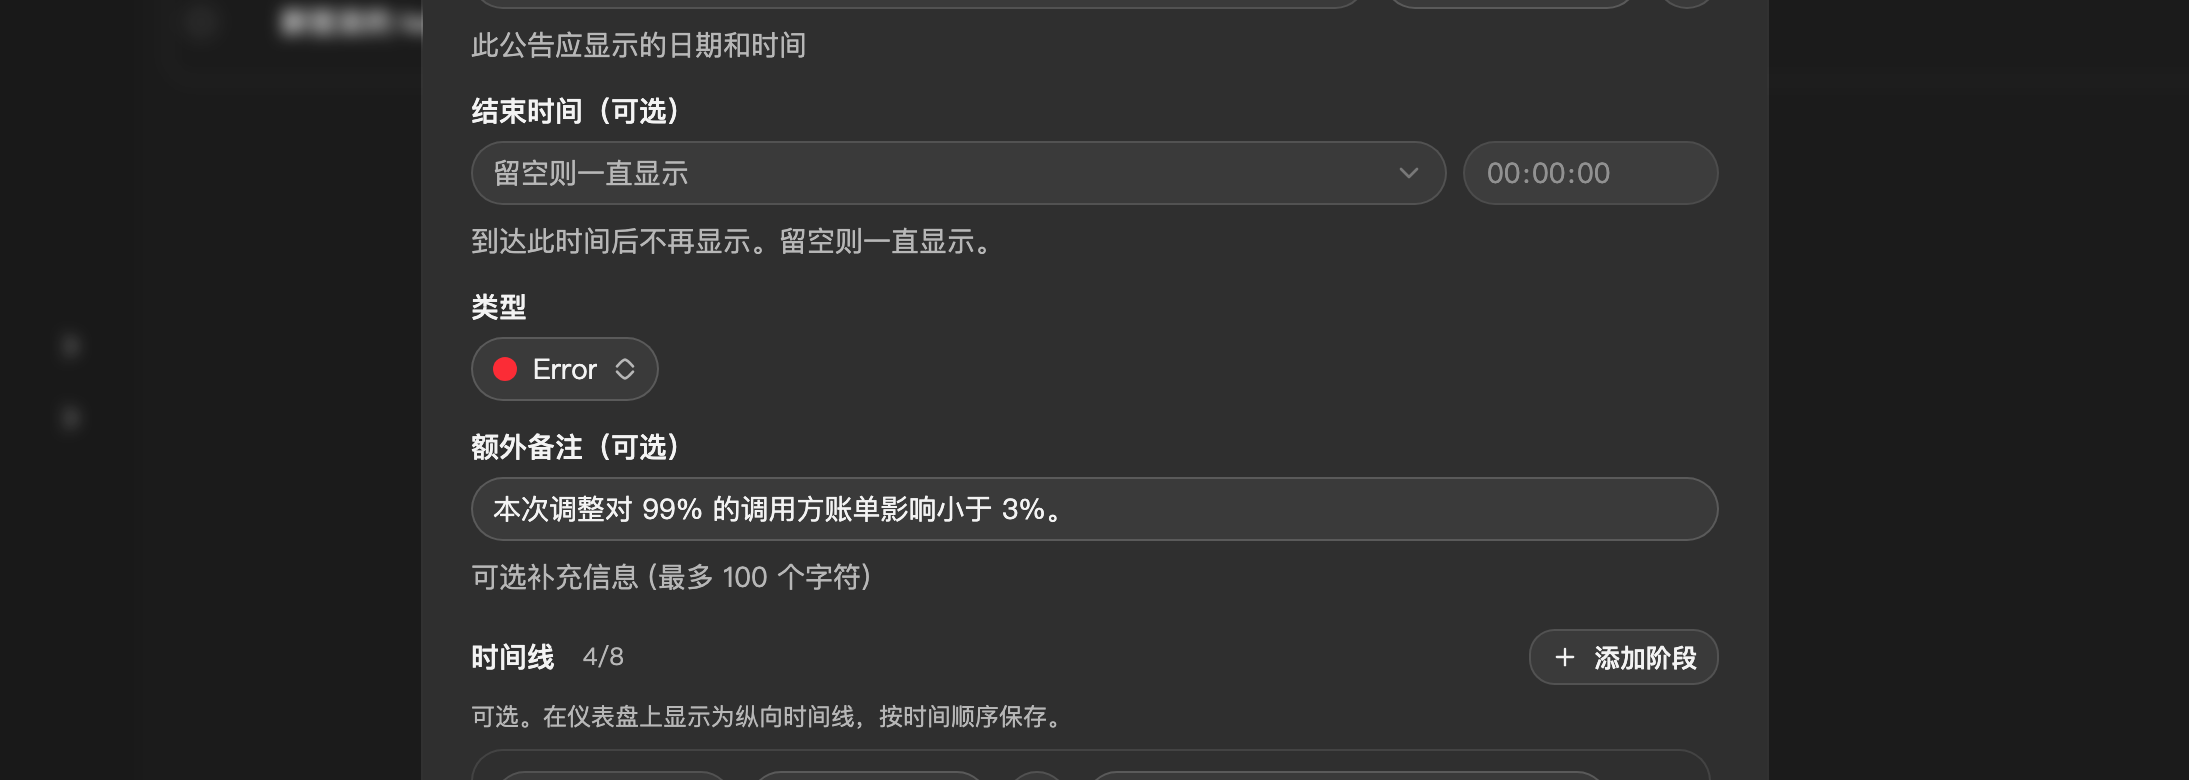 此公告应显示的日期和时间
结束时间（可选）
留空则一直显示
00:00:00
到达此时间后不再显示。留空则一直显示。
类型
Error
额外备注（可选）
本次调整对 99% 的调用方账单影响小于 3%。
可选补充信息 (最多 100 个字符)
时间线 4/8
+ 添加阶段
可选。在仪表盘上显示为纵向时间线，按时间顺序保存。